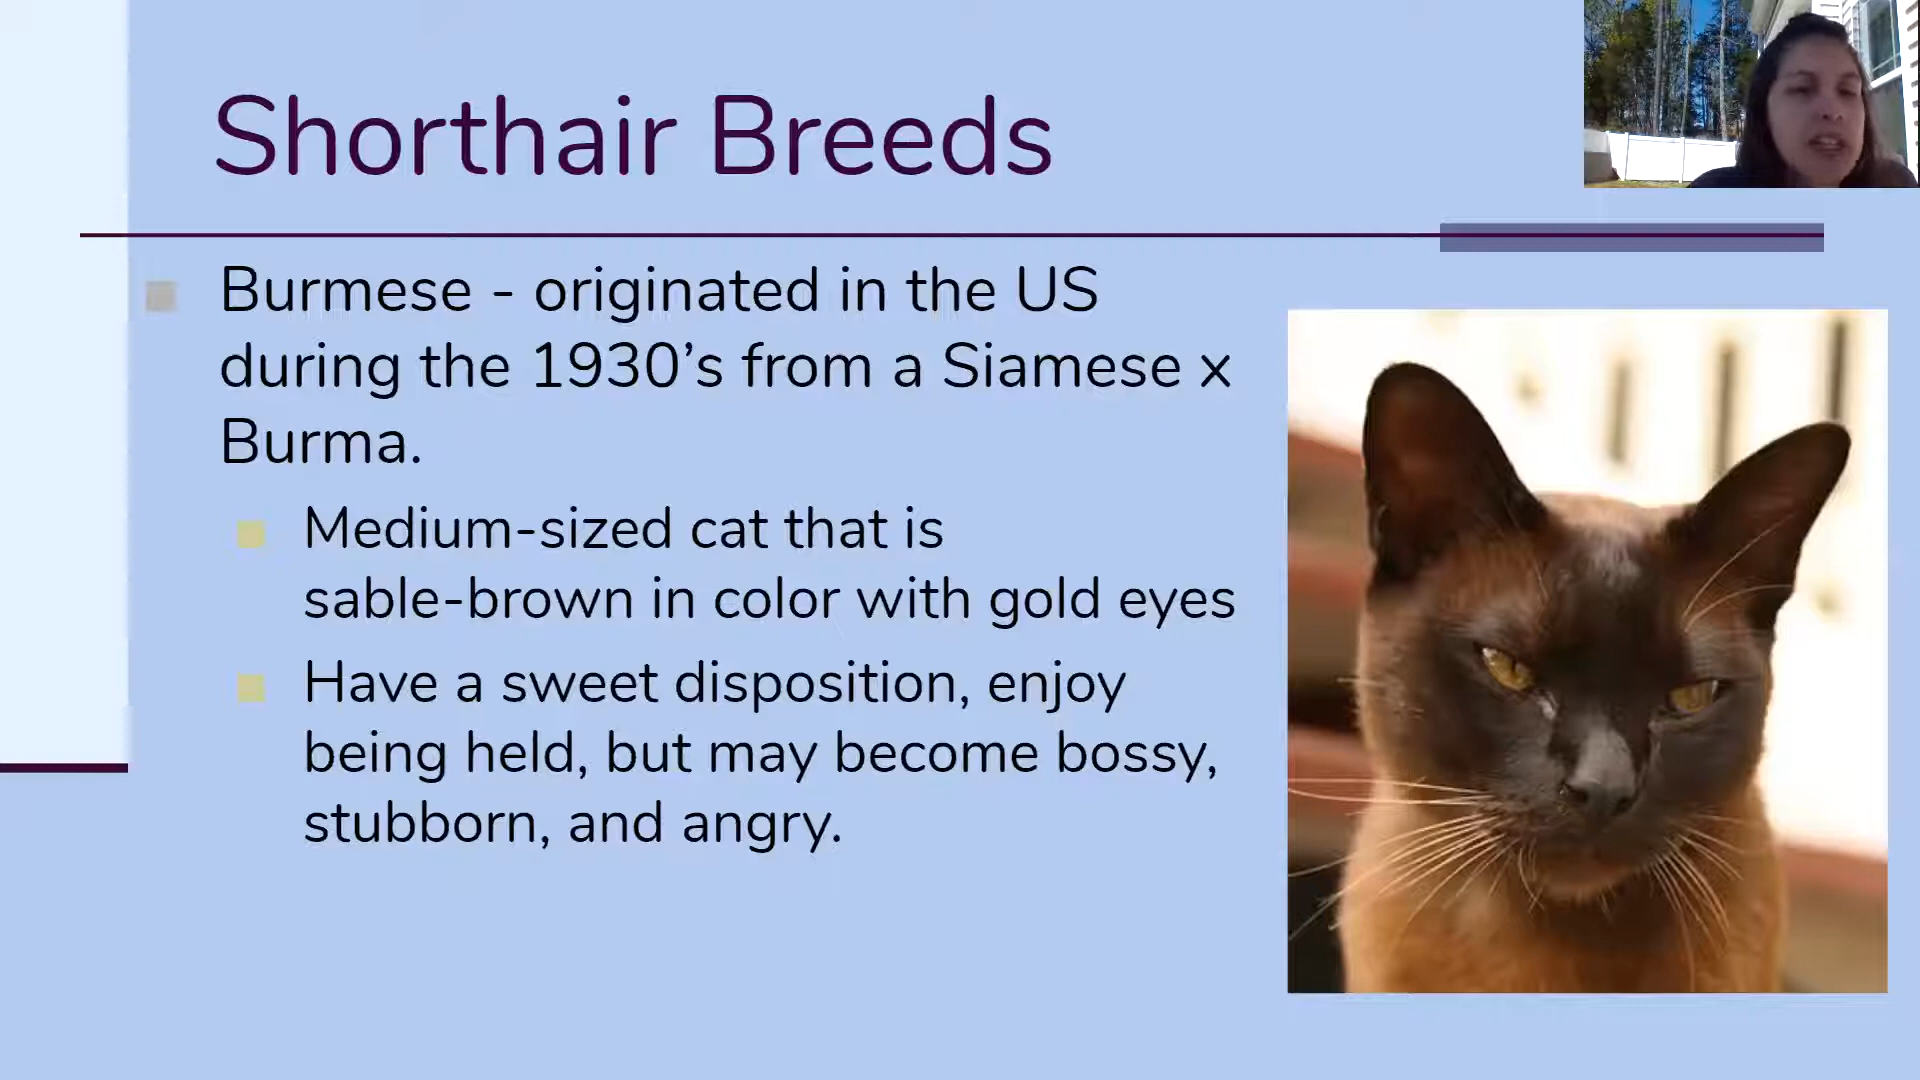 Shorthair Breeds
Burmese - originated in the US
during the 1930’s from a Siamese x
Burma.
Medium-sized cat that is
sable-brown in color with gold eyes
Have a sweet disposition, enjoy
being held, but may become bossy,
stubborn, and angry.